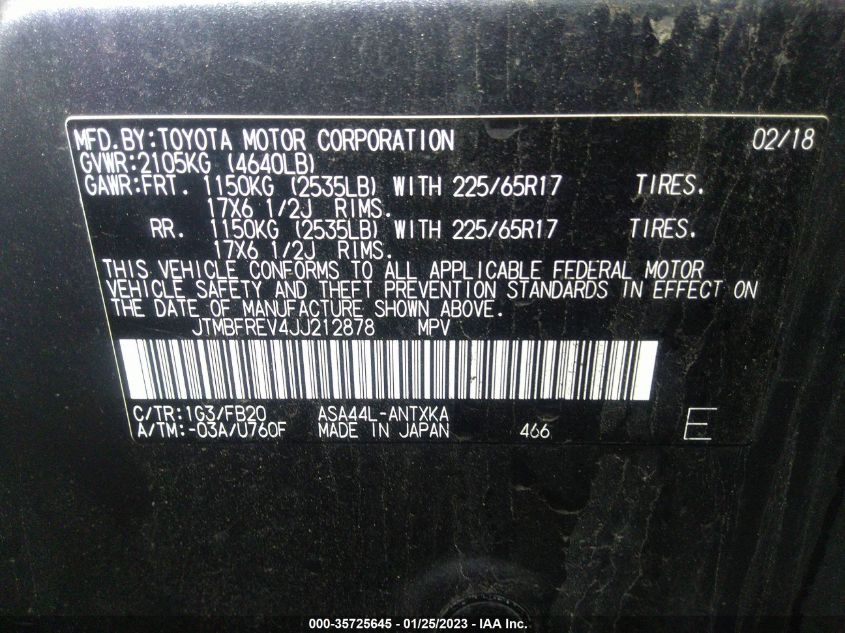 MFD.BY:TOYOTA MOTOR CORPORATION 02/18
GVWR:2105KG (4640LB)
GAWR:FRT. 1150KG (2535LB) WITH 225/65R17 TIRES.
17X6 1/2J RIMS.
RR. 1150KG (2535LB) WITH 225/65R17 TIRES.
17X6 1/2J RIMS.
THIS VEHICLE CONFORMS TO ALL APPLICABLE FEDERAL MOTOR
VEHICLE SAFETY AND THEFT PREVENTION STANDARDS IN EFFECT ON
THE DATE OF MANUFACTURE SHOWN ABOVE.
JTMBFREV4JJ212878 MPV
C/TR:1G3/FB20 ASA44L-ANTXKA
A/TM:-03A/U760F MADE IN JAPAN 466 E
000-35725645 / 01/25/2023 - IAA Inc.